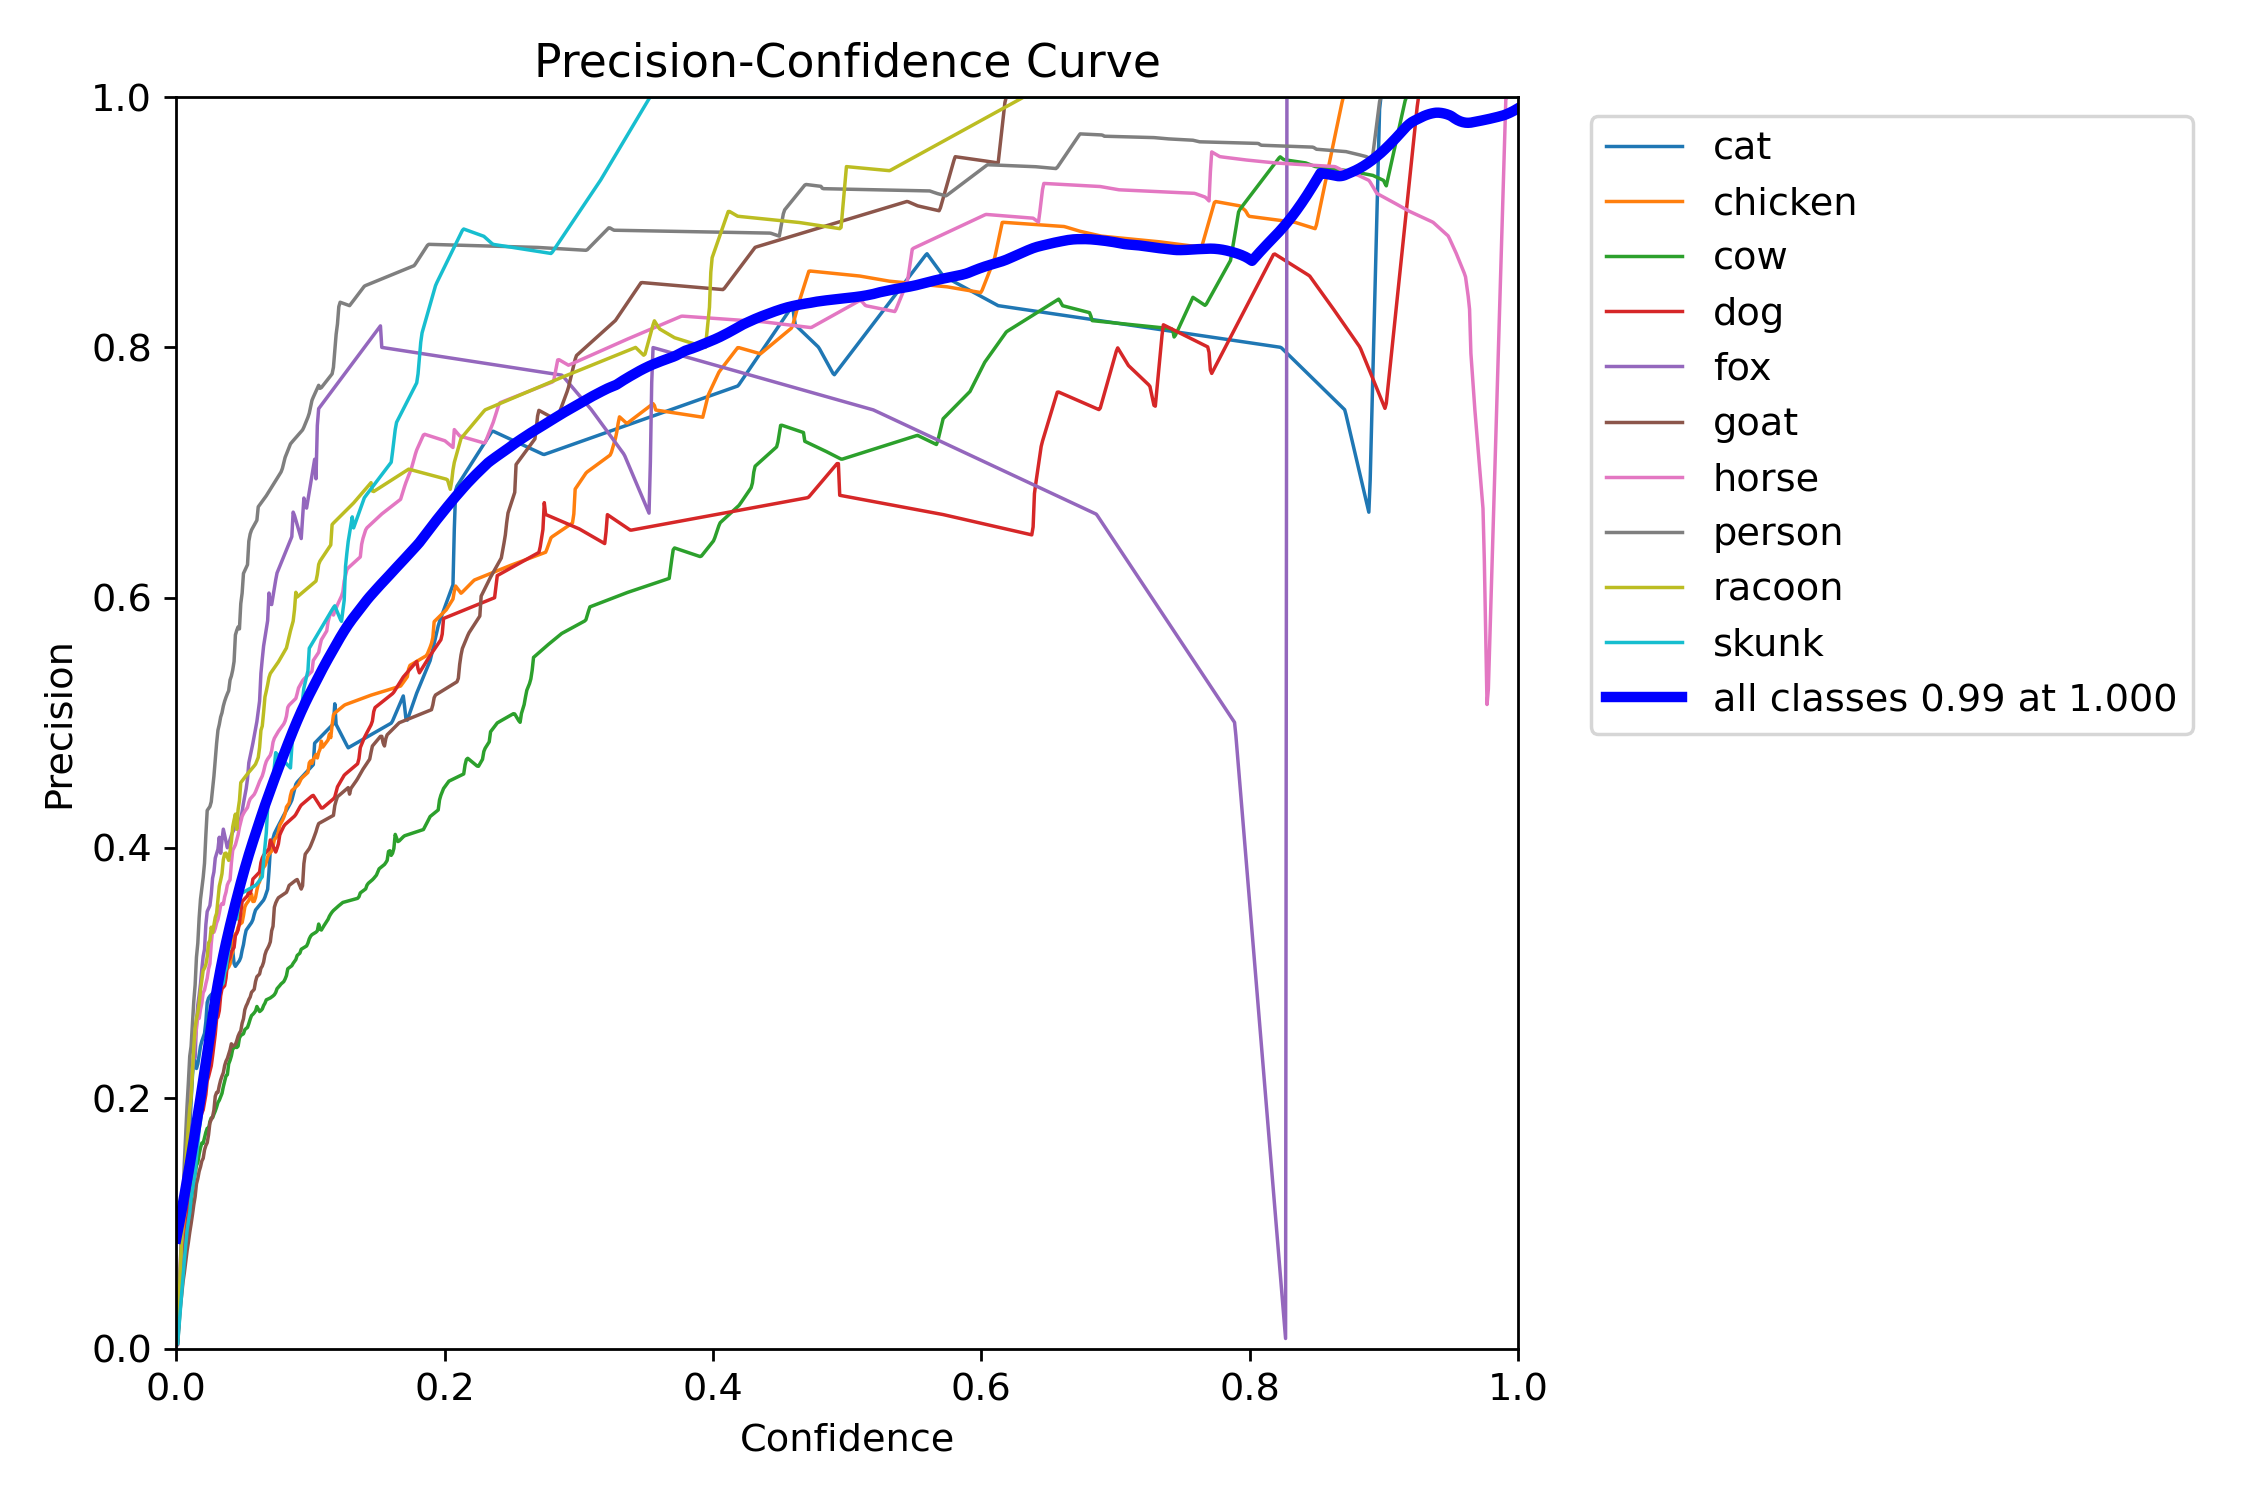 Precision-Confidence Curve
1.0
0.8
0.6
0.4
0.2
0.0
Precision
0.0 0.2 0.4 0.6 0.8 1.0
Confidence
cat
chicken
cow
dog
fox
goat
horse
person
racoon
skunk
all classes 0.99 at 1.000